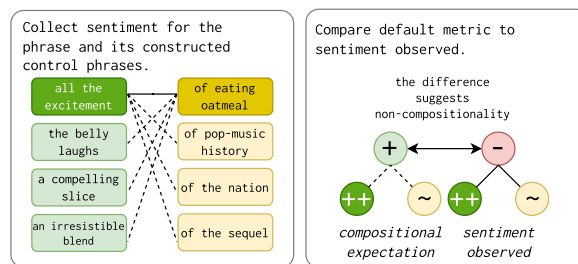 Collect sentiment for the
phrase and its constructed
control phrases.
all the
excitement
of eating
oatmeal
the belly
laughs
of pop-music
history
a compelling
slice
of the nation
an irresistible
blend
of the sequel
Compare default metric to
sentiment observed.
the difference
suggests
non-compositionality
+
-
++
~
++
~
compositional
expectation
sentiment
observed